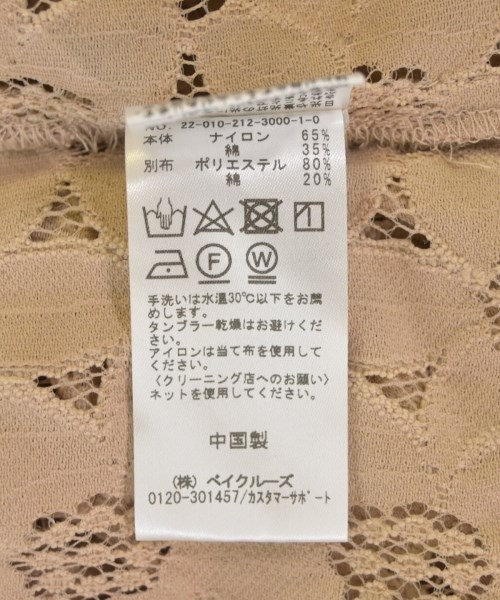 NO. 22-010-212-3000-1-0
本体 ナイロン 65%
綿 35%
別布 ポリエステル 80%
綿 20%
F
W
手洗いは水温30℃以下をお薦
めします。
タンブラー乾燥はお避けくだ
さい。
アイロンは当て布を使用して
ください。
〈クリーニング店へのお願い〉
ネットを使用してください。
中国製
(株) ベイクルーズ
0120-301457/カスタマーサポート